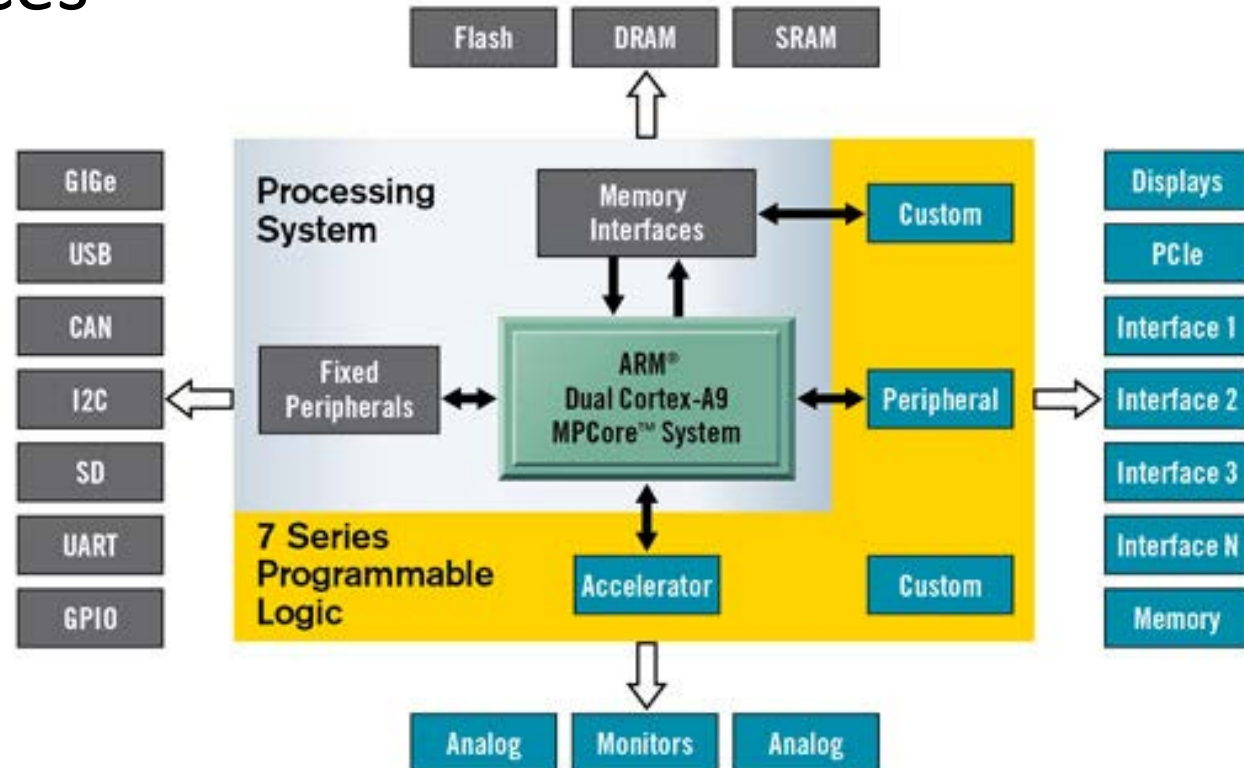 Flash
DRAM
SRAM
GIGe
USB
CAN
I2C
SD
UART
GPIO
Processing
System
Memory
Interfaces
Custom
Fixed
Peripherals
ARM®
Dual Cortex-A9
MPCore™ System
Peripheral
7 Series
Programmable
Logic
Accelerator
Custom
Displays
PCIe
Interface 1
Interface 2
Interface 3
Interface N
Memory
Analog
Monitors
Analog